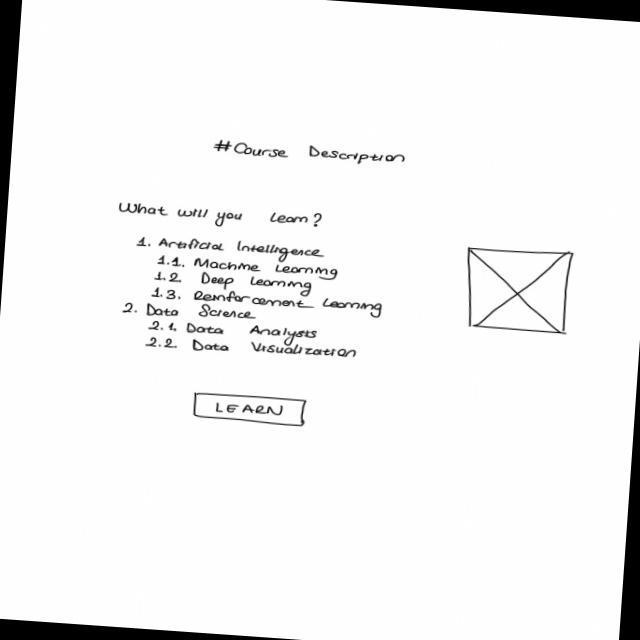 #Course Description
What will you learn?
1. Artificial Intelligence
1.1. Machine Learning
1.2 Deep Learning
1.3. Reinforcement Learning
2. Data Science
2.1. Data Analysis
2.2. Data Visualization
LEARN